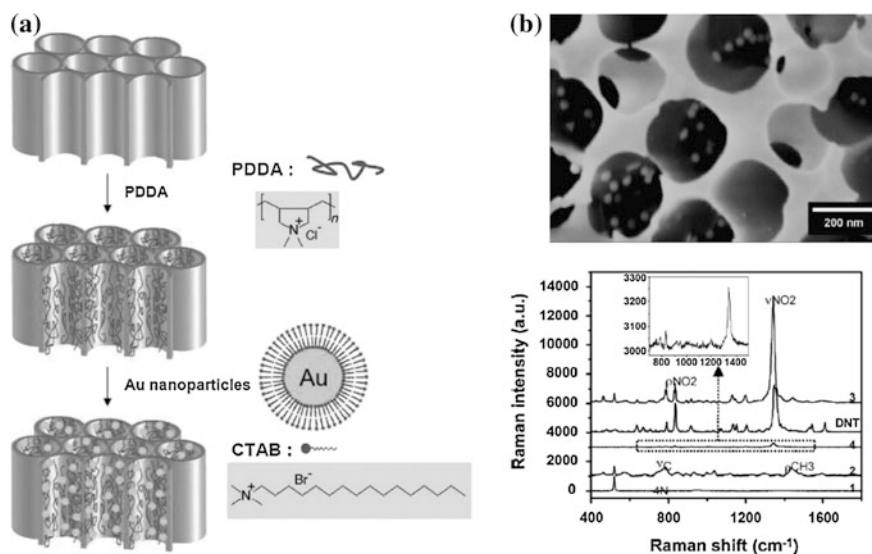 (a)
PDDA
PDDA :
n
N+
Cl-
Au nanoparticles
Au
CTAB :
Br-
N+
(b)
200 nm
Raman intensity (a.u.)
14000
12000
10000
8000
6000
4000
2000
0
3300
3200
3100
3000
800 1000 1200 1400
νNO2
3
DNT
4
2
1
νC
4N
ρCH3
400 800 1200 1600
Raman shift (cm-1)